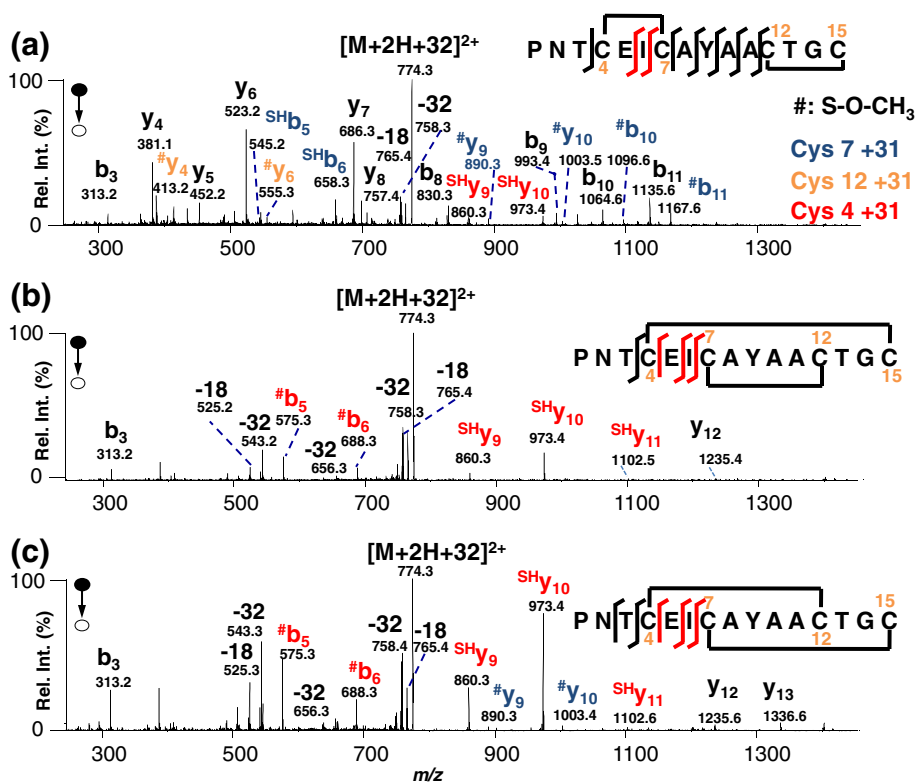 (a)
[M+2H+32]²⁺
774.3
12 15
P N T C E I C A Y A A C T G C
4 7
#: S-O-CH₃
Cys 7 +31
Cys 12 +31
Cys 4 +31
Rel. Int. (%)
100
0
b₃
313.2
y₄
381.1
#y₄
413.2
y₅
452.2
y₆
523.2
SHb₅
545.2
#y₆
555.3
SHb₆
658.3
y₇
686.3
y₈
757.4
-18
765.4
-32
758.3
b₈
830.3
SHy₉
860.3
#y₉
890.3
SHy₁₀
973.4
b₉
993.4
#y₁₀
1003.5
b₁₀
1064.6
#b₁₀
1096.6
b₁₁
1135.6
#b₁₁
1167.6
300 500 700 900 1100 1300
(b)
[M+2H+32]²⁺
774.3
7 12
P N T C E I C A Y A A C T G C
4 15
Rel. Int. (%)
100
0
b₃
313.2
-18
525.2
-32
543.2
#b₅
575.3
-32
656.3
#b₆
688.3
-32
758.3
-18
765.4
SHy₉
860.3
SHy₁₀
973.4
SHy₁₁
1102.5
y₁₂
1235.4
300 500 700 900 1100 1300
(c)
[M+2H+32]²⁺
774.3
7 15
P N T C E I C A Y A A C T G C
4 12
Rel. Int. (%)
100
0
b₃
313.2
-18
525.3
-32
543.3
#b₅
575.3
-32
656.3
#b₆
688.3
-32
758.4
-18
765.4
SHy₉
860.3
#y₉
890.3
SHy₁₀
973.4
#y₁₀
1003.4
SHy₁₁
1102.6
y₁₂
1235.6
y₁₃
1336.6
300 500 700 900 1100 1300
m/z